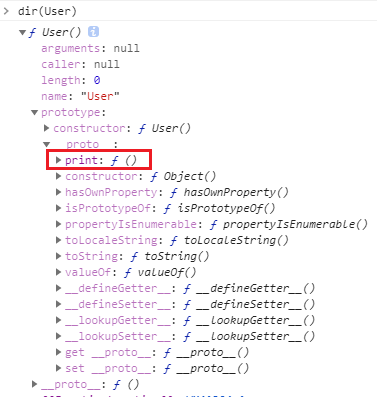 dir(User)
ƒ User()
arguments: null
caller: null
length: 0
name: "User"
prototype:
constructor: ƒ User()
__proto__:
print: ƒ ()
constructor: ƒ Object()
hasOwnProperty: ƒ hasOwnProperty()
isPrototypeOf: ƒ isPrototypeOf()
propertyIsEnumerable: ƒ propertyIsEnumerable()
toLocaleString: ƒ toLocaleString()
toString: ƒ toString()
valueOf: ƒ valueOf()
__defineGetter__: ƒ __defineGetter__()
__defineSetter__: ƒ __defineSetter__()
__lookupGetter__: ƒ __lookupGetter__()
__lookupSetter__: ƒ __lookupSetter__()
get __proto__: ƒ __proto__()
set __proto__: ƒ __proto__()
__proto__: ƒ ()